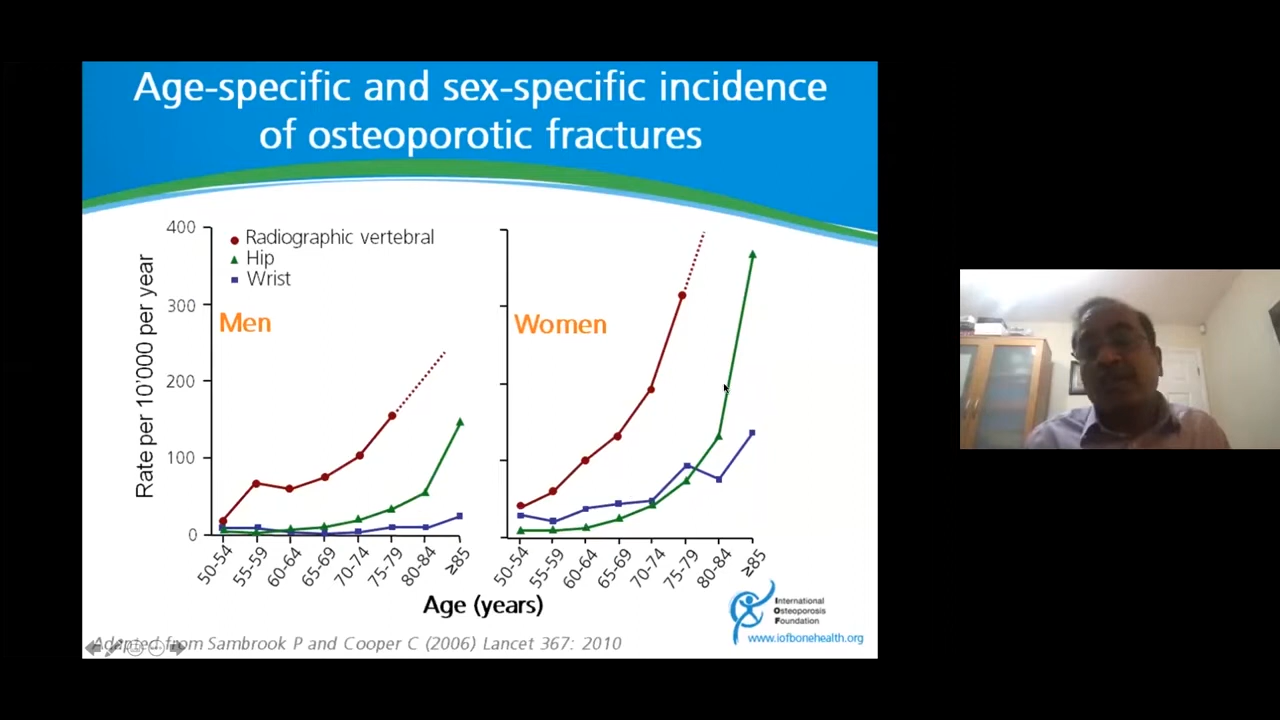 Age-specific and sex-specific incidence
of osteoporotic fractures
400
300
200
100
0
Rate per 10'000 per year
Radiographic vertebral
Hip
Wrist
Men
Women
50-54
55-59
60-64
65-69
70-74
75-79
80-84
≥85
50-54
55-59
60-64
65-69
70-74
75-79
80-84
≥85
Age (years)
International
Osteoporosis
Foundation
www.iofbonehealth.org
Adapted from Sambrook P and Cooper C (2006) Lancet 367: 2010